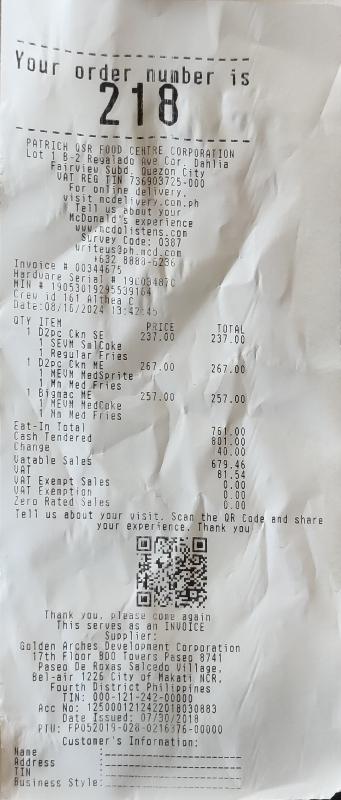 Your order number is
218
PATRICH QSR FOOD CENTRE CORPORATION
Lot 1 B-2 Regalado Ave Cor. Dahlia
Fairview Subd. Quezon City
VAT REG TIN 736903725-000
For online delivery,
visit mcdelivery.com.ph
Tell us about your
McDonald's experience
www.mcdolistens.com
Survey Code: 0387
writeus@ph.mcd.com
+632 8888-6236
Invoice # 00344675
Hardware Serial #
MIN # 19053019295539164
Crew id 161 Althea C
Date:08/16/2024 13:42:45
QTY ITEM PRICE TOTAL
1 D2pc Ckn SE 237.00 237.00
1 SEVM SmlCoke
1 Regular Fries
1 D2pc Ckn ME 267.00 267.00
1 MEVM MedSprite
1 Mm Med Fries
1 Bigmac ME 257.00 257.00
1 MEVM MedCoke
1 Mm Med Fries
Eat-In Total 761.00
Cash Tendered 801.00
Change 40.00
Vatable Sales 679.46
VAT 81.54
VAT Exempt Sales 0.00
VAT Exemption 0.00
Zero Rated Sales 0.00
Tell us about your visit. Scan the QR Code and share
your experience. Thank you
Thank you, please come again
This serves as an INVOICE
Supplier:
Golden Arches Development Corporation
17th Floor BDO Towers Paseo 8741
Paseo De Roxas Salcedo Village,
Bel-air 1226 City of Makati NCR,
Fourth District Philippines
TIN: 000-121-242-00000
Acc No: 1250001212422018030883
Date Issued: 07/30/2018
PTU: FP052019-028-0216376-00000
Customer's Information:
Name :
Address :
TIN :
Business Style: